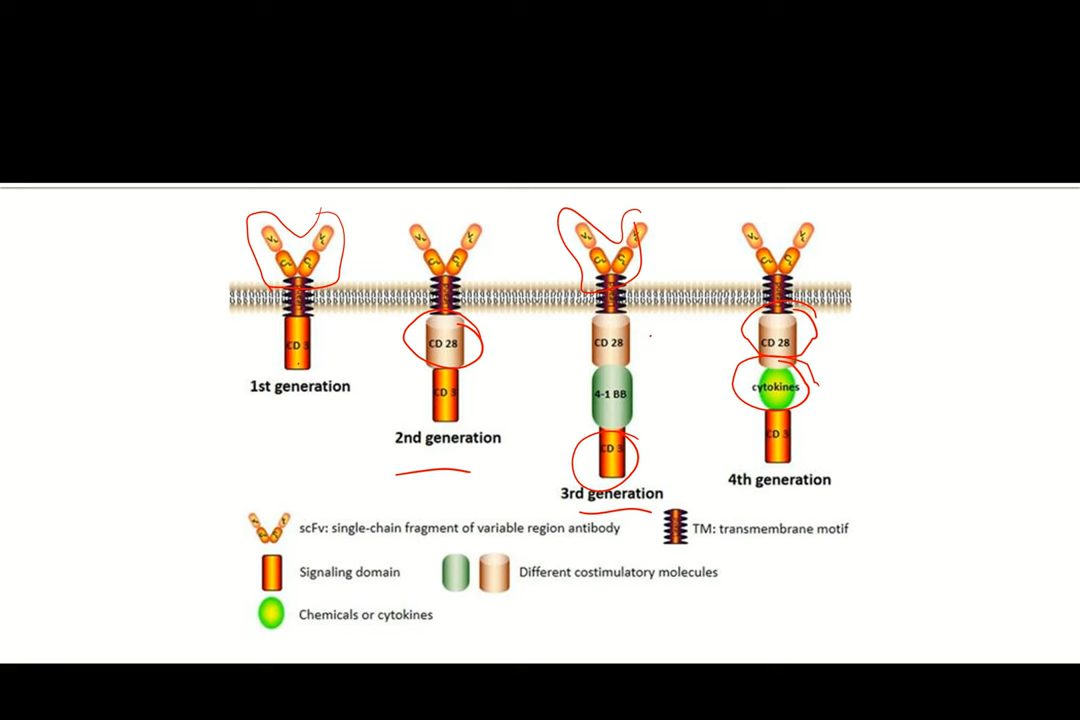 CD 28
CD 28
CD 28
1st generation
CD 3
4-1 BB
cytokines
2nd generation
CD 3
CD 3
3rd generation
4th generation
scFv: single-chain fragment of variable region antibody
TM: transmembrane motif
Signaling domain
Different costimulatory molecules
Chemicals or cytokines